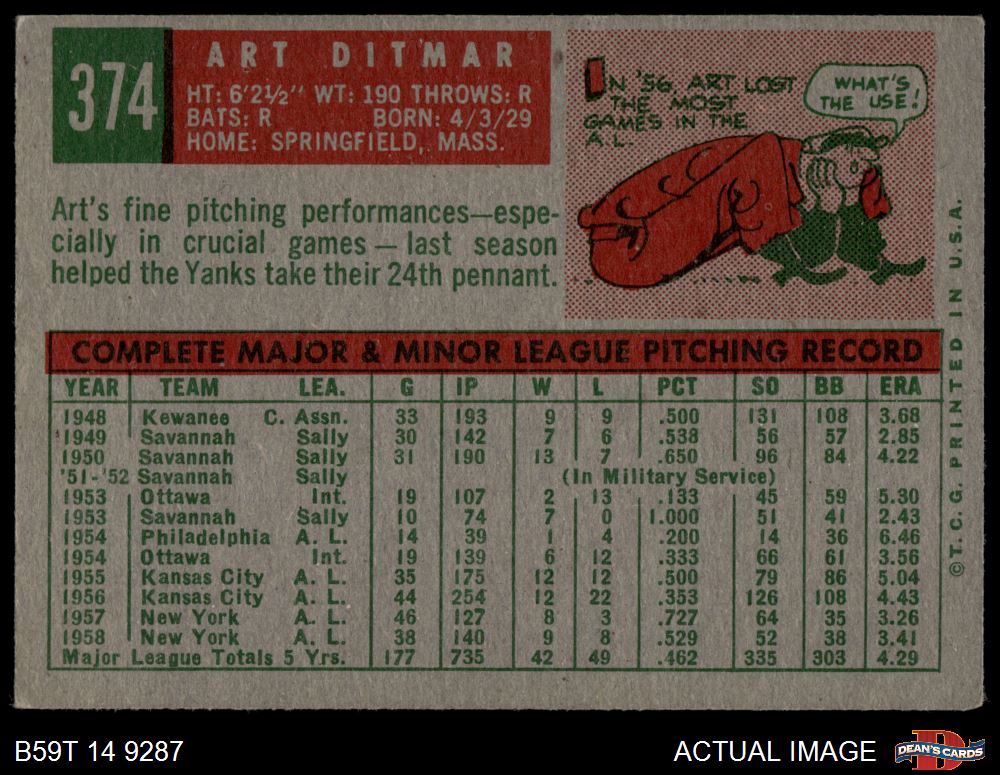 374
ART DITMAR
HT: 6'2½" WT: 190 THROWS: R
BATS: R BORN: 4/3/29
HOME: SPRINGFIELD, MASS.
IN '56, ART LOST
THE MOST
GAMES IN THE
A.L.
WHAT'S
THE USE!
Art's fine pitching performances—espe-
cially in crucial games — last season
helped the Yanks take their 24th pennant.
COMPLETE MAJOR & MINOR LEAGUE PITCHING RECORD
YEAR TEAM LEA. G IP W L PCT SO BB ERA
1948 Kewanee C. Assn. 33 193 9 9 .500 131 108 3.68
1949 Savannah Sally 30 142 7 6 .538 56 57 2.85
1950 Savannah Sally 31 190 13 7 .650 96 84 4.22
'51-'52 Savannah Sally (In Military Service)
1953 Ottawa Int. 19 107 2 13 .133 45 59 5.30
1953 Savannah Sally 10 74 7 0 1.000 51 41 2.43
1954 Philadelphia A. L. 14 39 1 4 .200 14 36 6.46
1954 Ottawa Int. 19 139 6 12 .333 66 61 3.56
1955 Kansas City A. L. 35 175 12 12 .500 79 86 5.04
1956 Kansas City A. L. 44 254 12 22 .353 126 108 4.43
1957 New York A. L. 46 127 8 3 .727 64 35 3.26
1958 New York A. L. 38 140 9 8 .529 52 38 3.41
Major League Totals 5 Yrs. 177 735 42 49 .462 335 303 4.29
©T.C.G. PRINTED IN U.S.A.
B59T 14 9287
ACTUAL IMAGE
DEAN'S CARDS